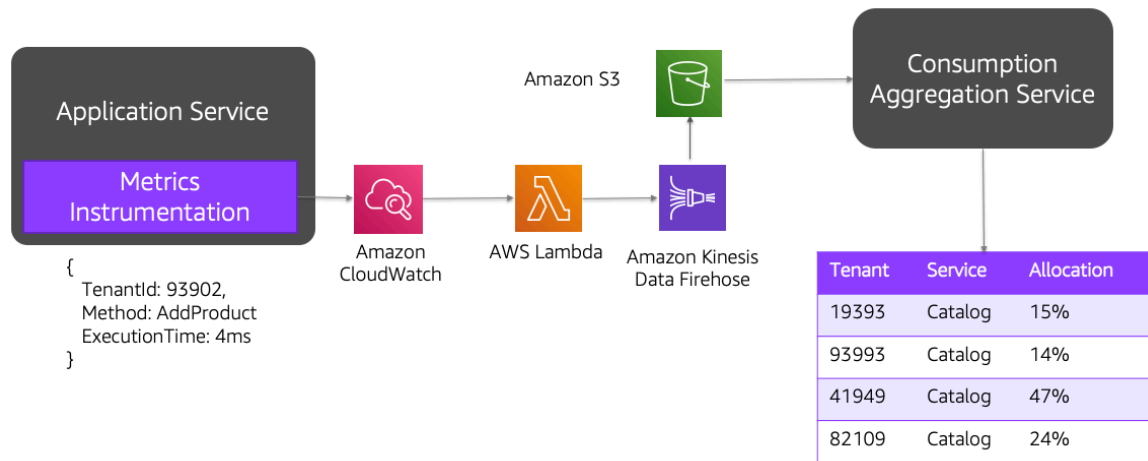 Application Service
Metrics
Instrumentation
{
TenantId: 93902,
Method: AddProduct
ExecutionTime: 4ms
}
Amazon
CloudWatch
AWS Lambda
Amazon Kinesis
Data Firehose
Amazon S3
Consumption
Aggregation Service
Tenant Service Allocation
19393 Catalog 15%
93993 Catalog 14%
41949 Catalog 47%
82109 Catalog 24%